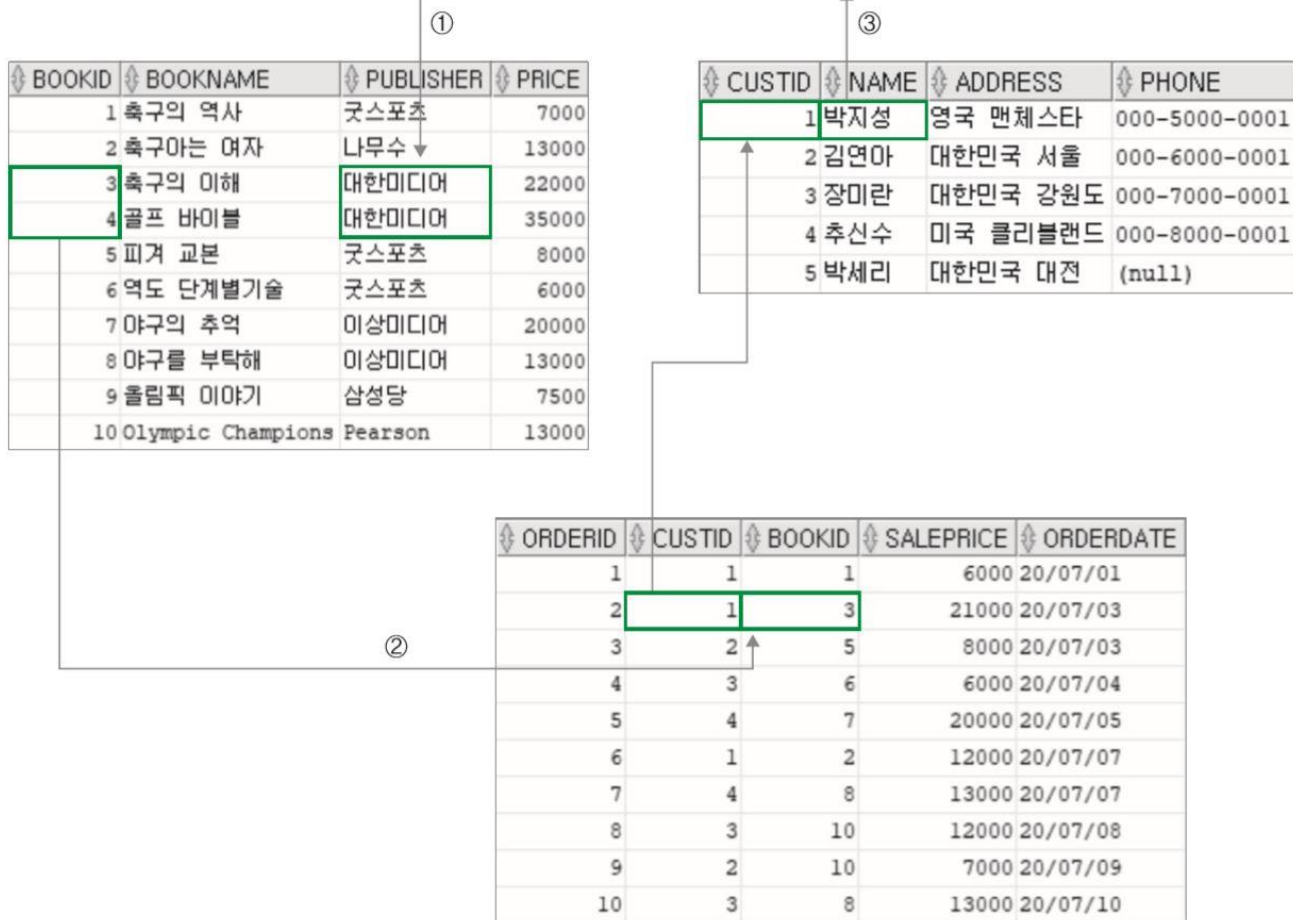 ①
BOOKID BOOKNAME PUBLISHER PRICE
1 축구의 역사 굿스포츠 7000
2 축구아는 여자 나무수 13000
3 축구의 이해 대한미디어 22000
4 골프 바이블 대한미디어 35000
5 피겨 교본 굿스포츠 8000
6 역도 단계별기술 굿스포츠 6000
7 야구의 추억 이상미디어 20000
8 야구를 부탁해 이상미디어 13000
9 올림픽 이야기 삼성당 7500
10 Olympic Champions Pearson 13000
③
CUSTID NAME ADDRESS PHONE
1 박지성 영국 맨체스타 000-5000-0001
2 김연아 대한민국 서울 000-6000-0001
3 장미란 대한민국 강원도 000-7000-0001
4 추신수 미국 클리블랜드 000-8000-0001
5 박세리 대한민국 대전 (null)
②
ORDERID CUSTID BOOKID SALEPRICE ORDERDATE
1 1 1 6000 20/07/01
2 1 3 21000 20/07/03
3 2 5 8000 20/07/03
4 3 6 6000 20/07/04
5 4 7 20000 20/07/05
6 1 2 12000 20/07/07
7 4 8 13000 20/07/07
8 3 10 12000 20/07/08
9 2 10 7000 20/07/09
10 3 8 13000 20/07/10